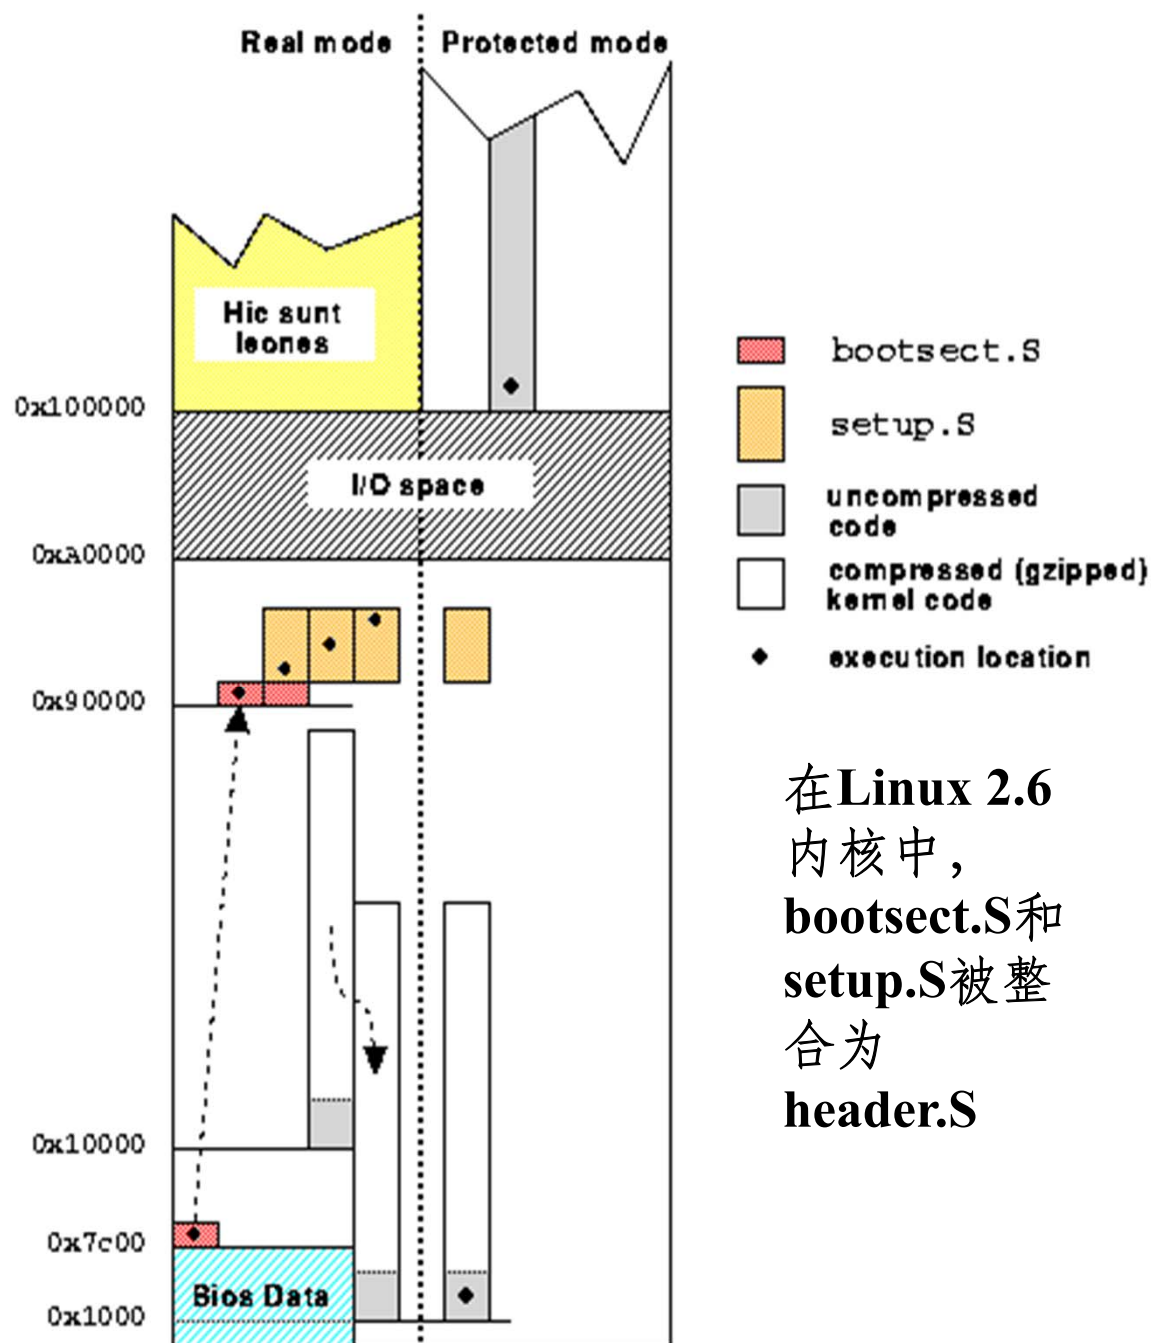 Real mode
Protected mode
Hic sunt
leones
0x100000
I/O space
0xA0000
0x90000
0x10000
0x7c00
Bios Data
0x1000
bootsect.S
setup.S
uncompressed
code
compressed (gzipped)
kernel code
execution location
在Linux 2.6
内核中，
bootsect.S和
setup.S被整
合为
header.S